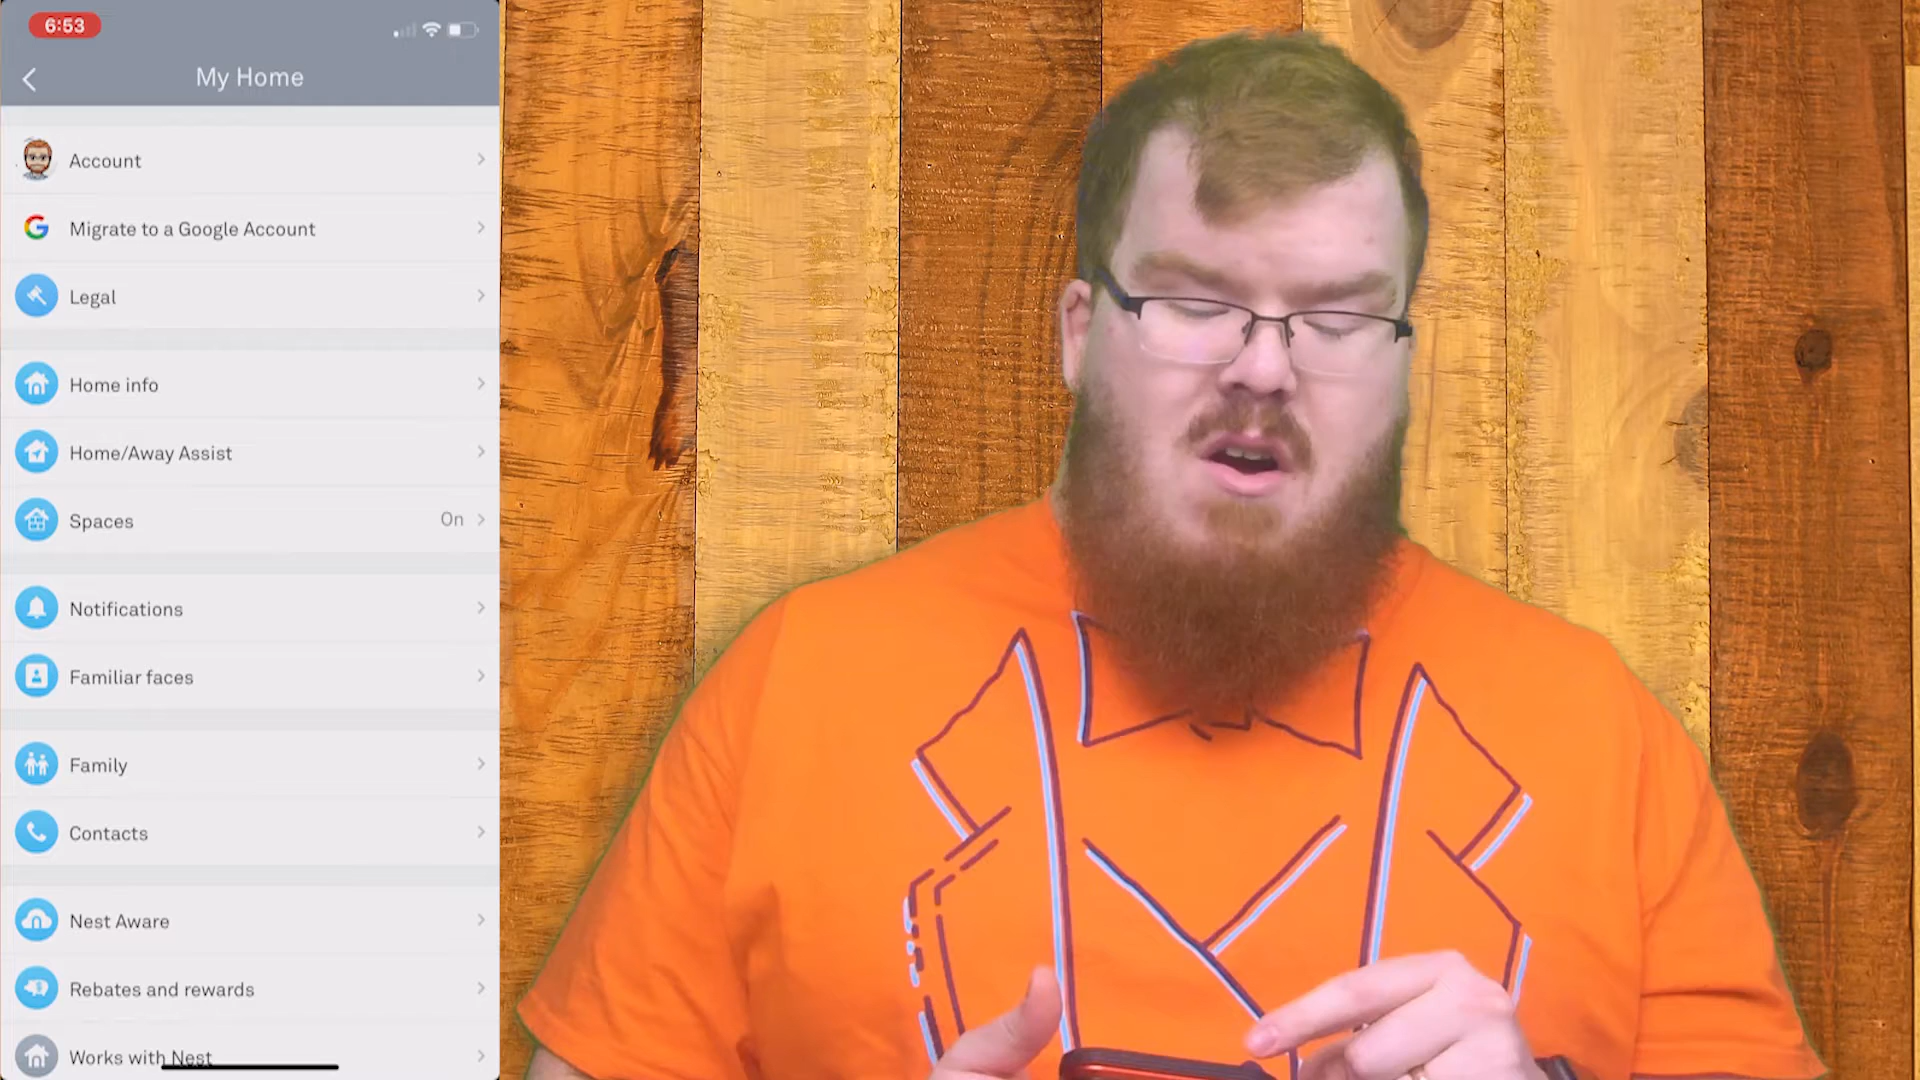 6:53
My Home
Account
Migrate to a Google Account
Legal
Home info
Home/Away Assist
Spaces On
Notifications
Familiar faces
Family
Contacts
Nest Aware
Rebates and rewards
Works with Nest